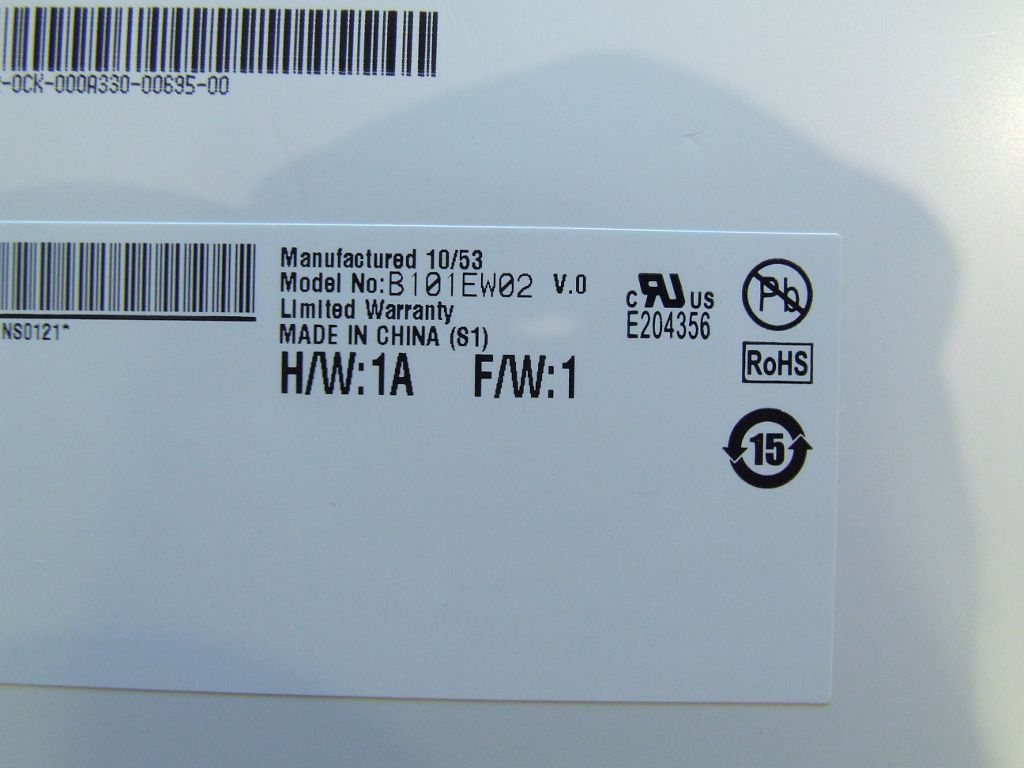 -0CK-000A330-00695-00
NS0121*
Manufactured 10/53
Model No:B101EW02 V.0
Limited Warranty
MADE IN CHINA (S1)
H/W:1A F/W:1
c RU US
E204356
Pb
RoHS
15